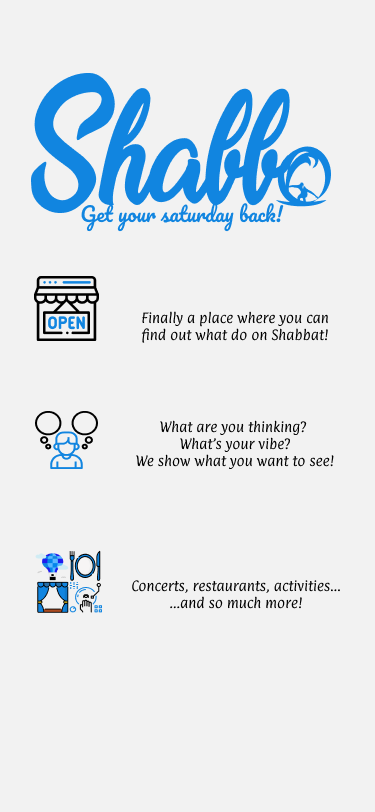 Shabbo
Get your saturday back!
OPEN
Finally a place where you can
find out what do on Shabbat!
What are you thinking?
What's your vibe?
We show what you want to see!
Concerts, restaurants, activities...
...and so much more!